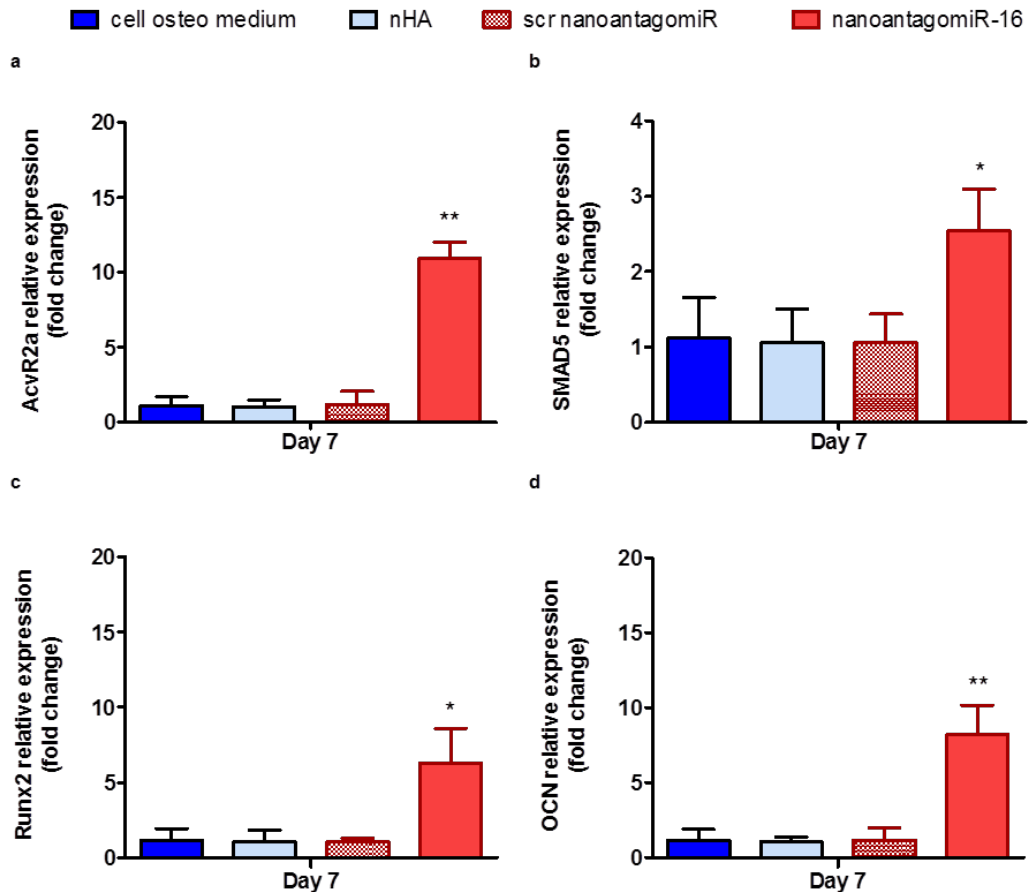 cell osteo medium nHA scr nanoantagomiR nanoantagomiR-16
a
AcvR2a relative expression
(fold change)
20
15
10
5
0
**
Day 7
b
SMAD5 relative expression
(fold change)
4
3
2
1
0
*
Day 7
c
Runx2 relative expression
(fold change)
20
15
10
5
0
*
Day 7
d
OCN relative expression
(fold change)
20
15
10
5
0
**
Day 7